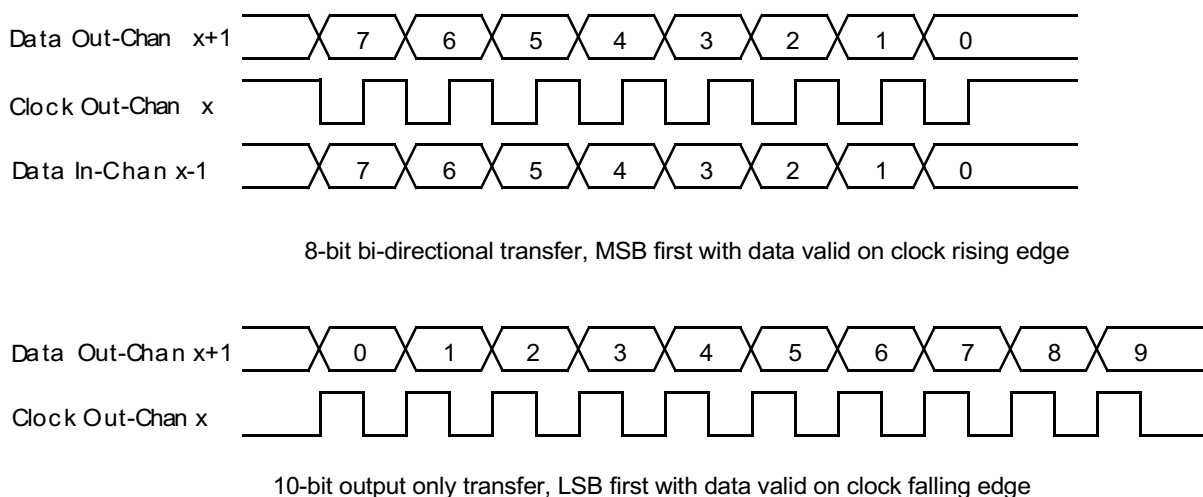 Data Out-Chan x+1 7 6 5 4 3 2 1 0
Clock Out-Chan x
Data In-Chan x-1 7 6 5 4 3 2 1 0
8-bit bi-directional transfer, MSB first with data valid on clock rising edge
Data Out-Chan x+1 0 1 2 3 4 5 6 7 8 9
Clock Out-Chan x
10-bit output only transfer, LSB first with data valid on clock falling edge